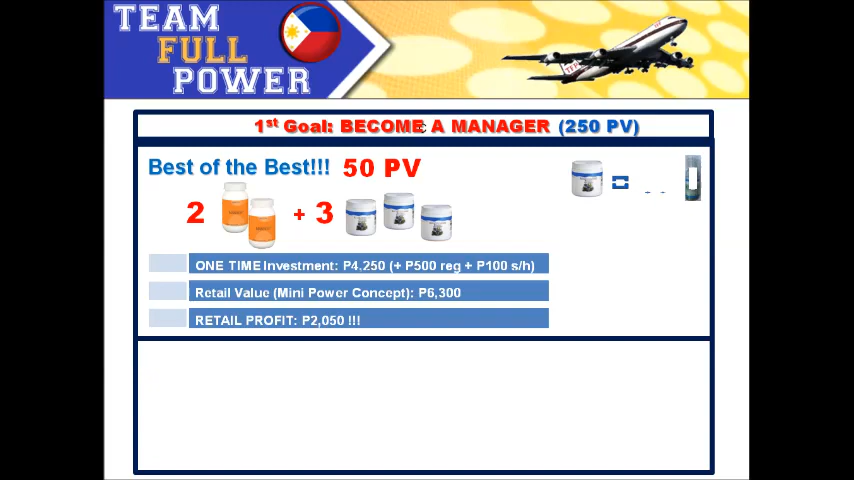 TEAM
FULL
POWER
1st Goal: BECOME A MANAGER (250 PV)
Best of the Best!!! 50 PV
2 + 3
ONE TIME Investment: P4,250 (+ P500 reg + P100 s/h)
Retail Value (Mini Power Concept): P6,300
RETAIL PROFIT: P2,050 !!!